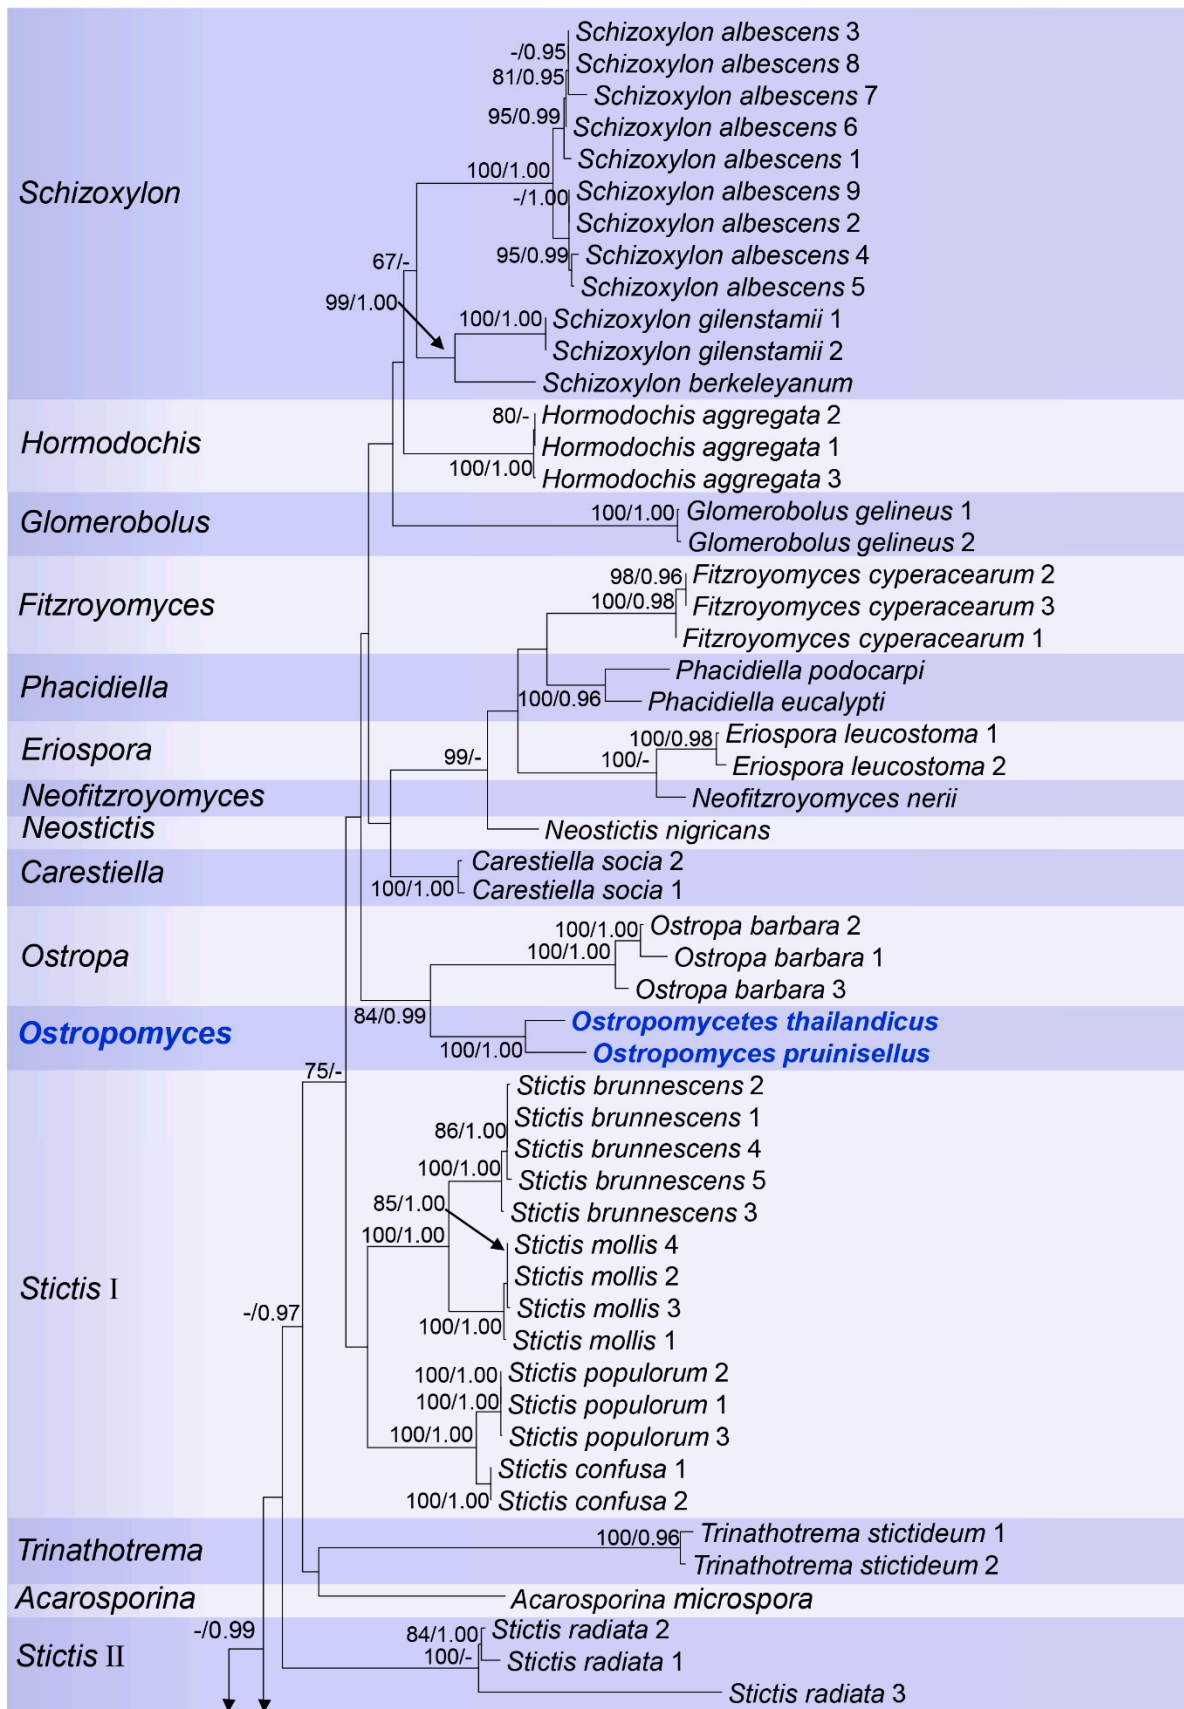 Schizoxylon albescens 3
-/0.95
Schizoxylon albescens 8
81/0.95
Schizoxylon albescens 7
95/0.99
Schizoxylon albescens 6
Schizoxylon albescens 1
100/1.00
Schizoxylon
Schizoxylon albescens 9
-/1.00
Schizoxylon albescens 2
95/0.99
Schizoxylon albescens 4
67/-
Schizoxylon albescens 5
99/1.00
100/1.00
Schizoxylon gilenstamii 1
Schizoxylon gilenstamii 2
Schizoxylon berkeleyanum
80/-
Hormodochis aggregata 2
Hormodochis
Hormodochis aggregata 1
100/1.00
Hormodochis aggregata 3
100/1.00
Glomerobolus gelineus 1
Glomerobolus
Glomerobolus gelineus 2
98/0.96
Fitzroyomyces cyperacearum 2
Fitzroyomyces
100/0.98
Fitzroyomyces cyperacearum 3
Fitzroyomyces cyperacearum 1
Phacidiella podocarpi
Phacidiella
100/0.96
Phacidiella eucalypti
100/0.98
Eriospora leucostoma 1
Eriospora
99/-
100/-
Eriospora leucostoma 2
Neofitzroyomyces
Neofitzroyomyces nerii
Neostictis
Neostictis nigricans
Carestiella
Carestiella socia 2
100/1.00
Carestiella socia 1
100/1.00
Ostropa barbara 2
Ostropa
100/1.00
Ostropa barbara 1
Ostropa barbara 3
84/0.99
Ostropomyces
Ostropomycetes thailandicus
100/1.00
Ostropomyces pruinisellus
75/-
Stictis brunnescens 2
Stictis brunnescens 1
86/1.00
Stictis brunnescens 4
100/1.00
Stictis brunnescens 5
85/1.00
Stictis brunnescens 3
100/1.00
Stictis mollis 4
Stictis mollis 2
Stictis I
Stictis mollis 3
-/0.97
100/1.00
Stictis mollis 1
100/1.00
Stictis populorum 2
100/1.00
Stictis populorum 1
100/1.00
Stictis populorum 3
Stictis confusa 1
100/1.00
Stictis confusa 2
100/0.96
Trinathotrema stictideum 1
Trinathotrema
Trinathotrema stictideum 2
Acarosporina
Acarosporina microspora
-/0.99
84/1.00
Stictis radiata 2
Stictis II
100/-
Stictis radiata 1
Stictis radiata 3